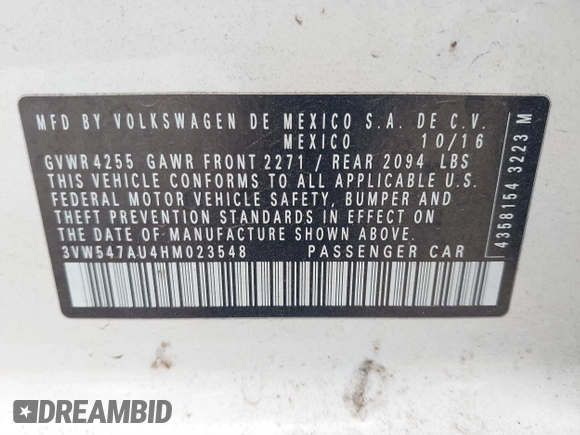 MFD BY VOLKSWAGEN DE MEXICO S.A. DE C.V.
MEXICO 10/16
GVWR 4255 GAWR FRONT 2271 / REAR 2094 LBS
THIS VEHICLE CONFORMS TO ALL APPLICABLE U.S.
FEDERAL MOTOR VEHICLE SAFETY, BUMPER AND
THEFT PREVENTION STANDARDS IN EFFECT ON
THE DATE OF MANUFACTURE SHOWN ABOVE.
3VW547AU4HM023548 PASSENGER CAR
4358154 3223 M
DREAMBID